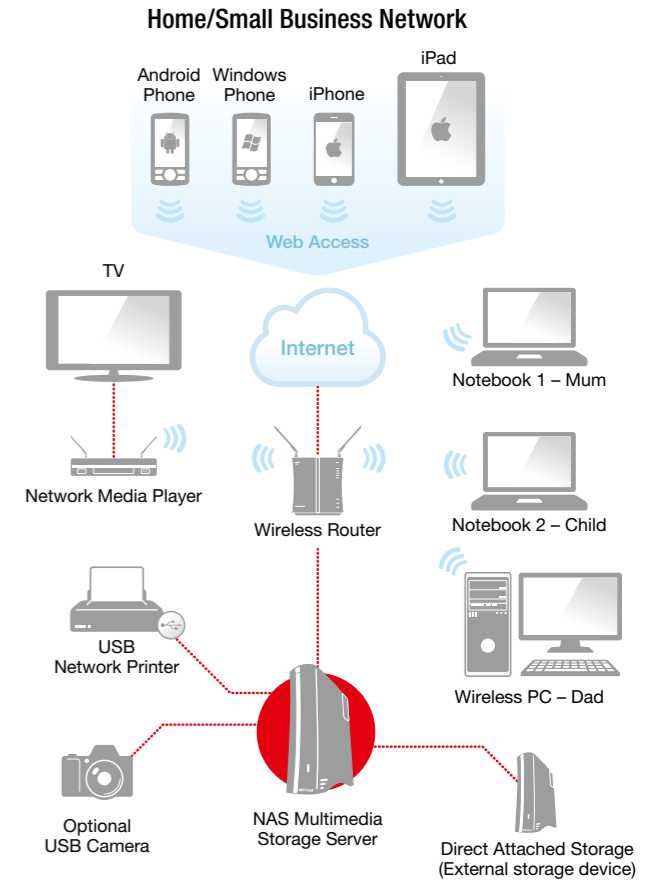 Home/Small Business Network
iPad
Android
Phone
Windows
Phone
iPhone
Web Access
TV
Internet
Notebook 1 – Mum
Network Media Player
Wireless Router
Notebook 2 – Child
USB
Network Printer
Wireless PC – Dad
Optional
USB Camera
NAS Multimedia
Storage Server
Direct Attached Storage
(External storage device)